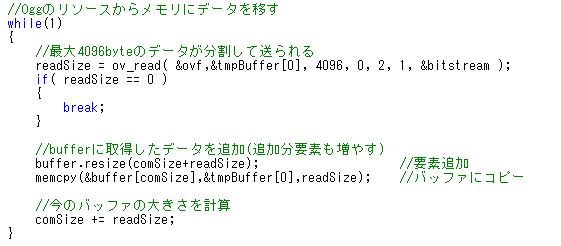 //Oggのリソースからメモリにデータを移す
while(1)
{
//最大4096byteのデータが分割して送られる
readSize = ov_read( &ovf,&tmpBuffer[0], 4096, 0, 2, 1, &bitstream );
if( readSize == 0 )
{
break;
}
//bufferに取得したデータを追加(追加分要素も増やす)
buffer.resize(comSize+readSize); //要素追加
memcpy(&buffer[comSize],&tmpBuffer[0],readSize); //バッファにコピー
//今のバッファの大きさを計算
comSize += readSize;
}